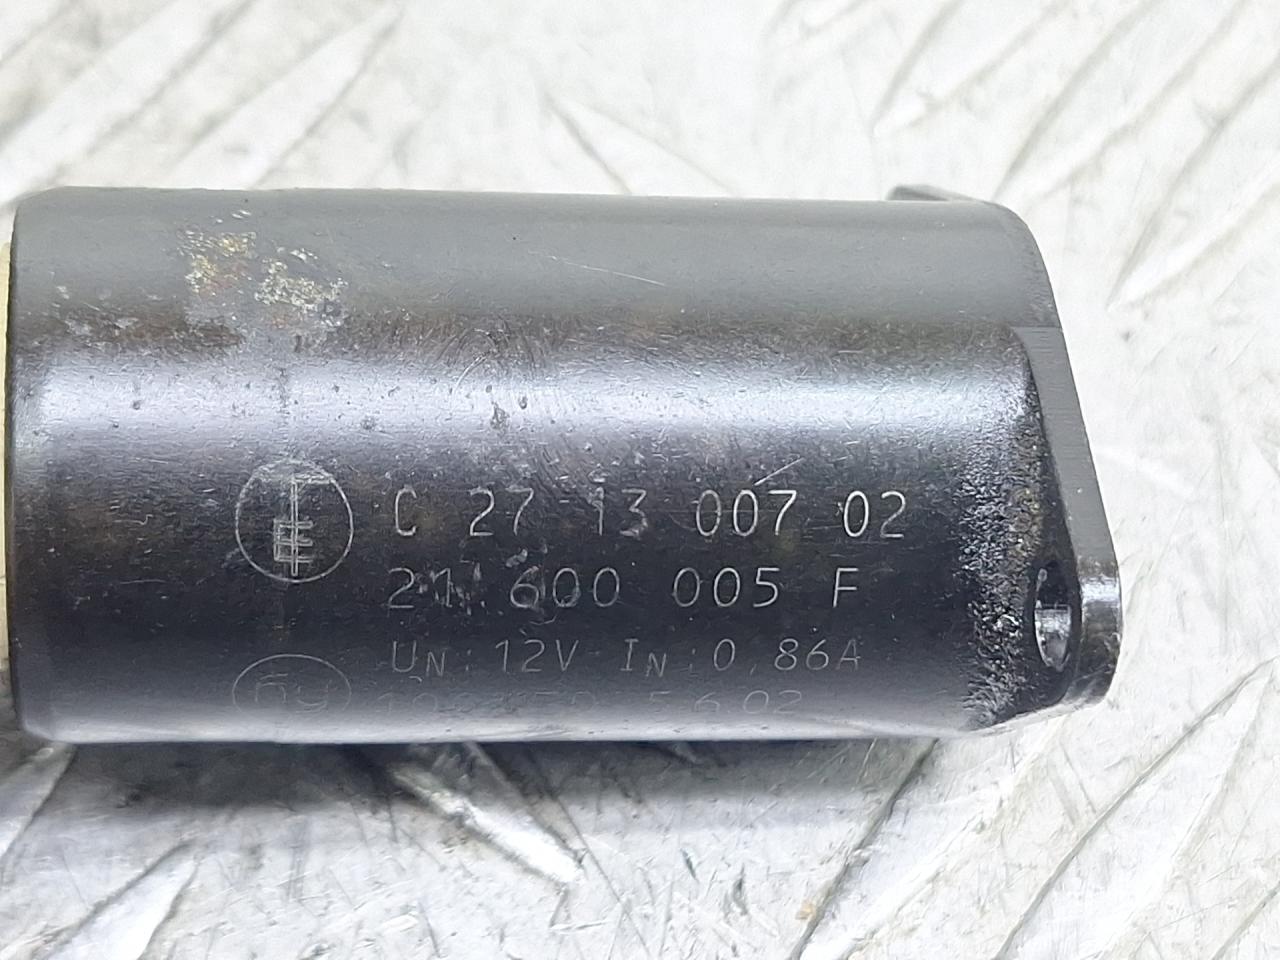 C 27 13 007 02
21 600 005 F
UN: 12V IN: 0,86A